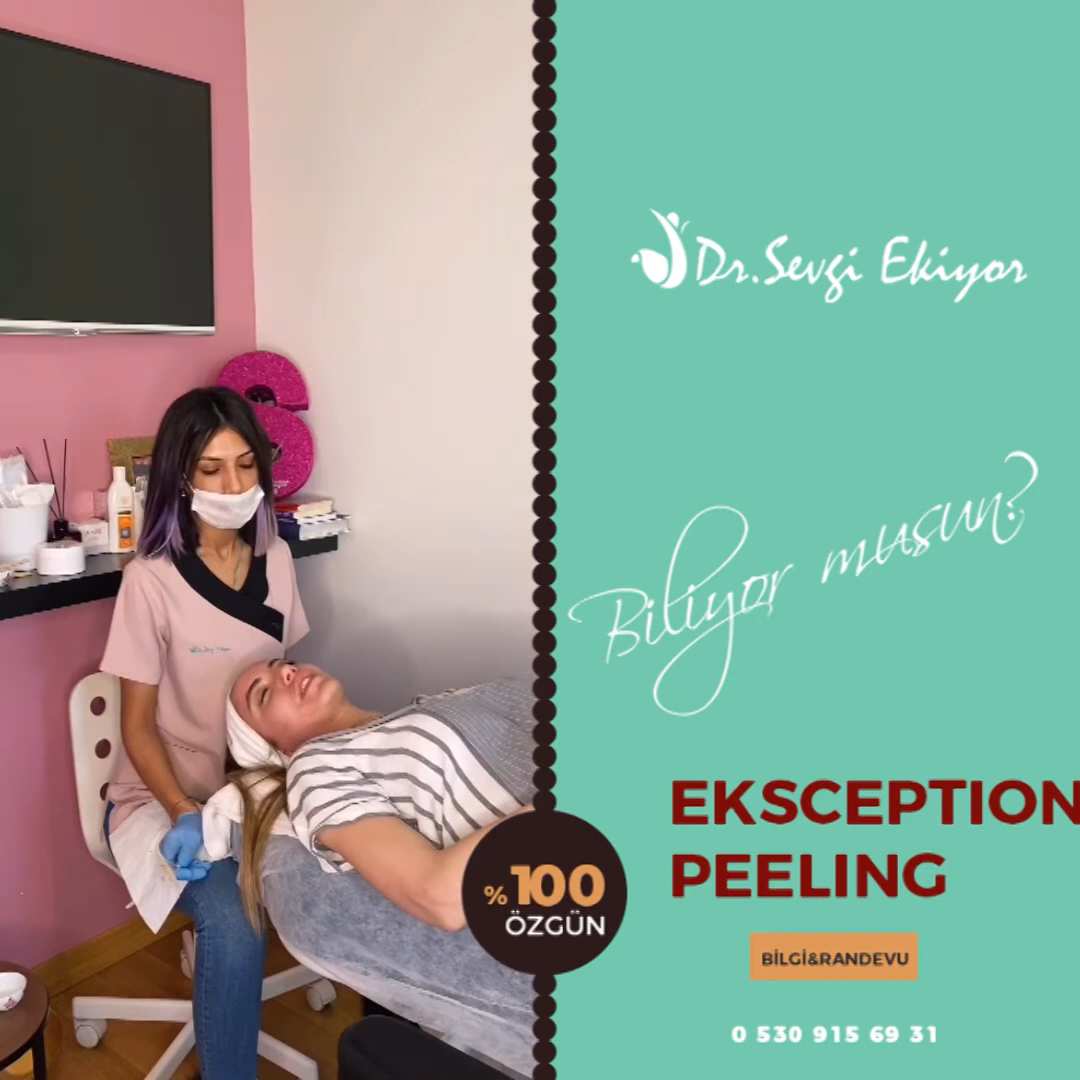 Dr.Sevgi Ekiyor
Biliyor musun?
EKSCEPTION
PEELING
%100
ÖZGÜN
BİLGİ&RANDEVU
0 530 915 69 31